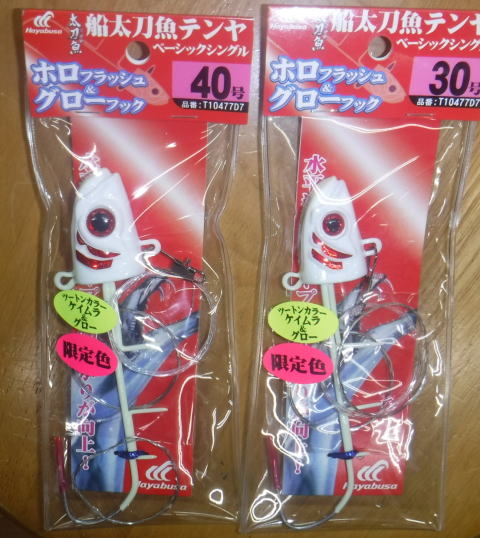 Hayabusa
太刀魚
船太刀魚テンヤ
ベーシックシングル
ホロフラッシュ
&
グローフック
40号
品番:T10477D7
ツートンカラー
ケイムラ
&
グロー
限定色
向上!
Hayabusa
Hayabusa
太刀魚
船太刀魚テンヤ
ベーシックシングル
ホロフラッシュ
&
グローフック
30号
品番:T10477D7
水平
ツートンカラー
ケイムラ
&
グロー
限定色
向上!
Hayabusa